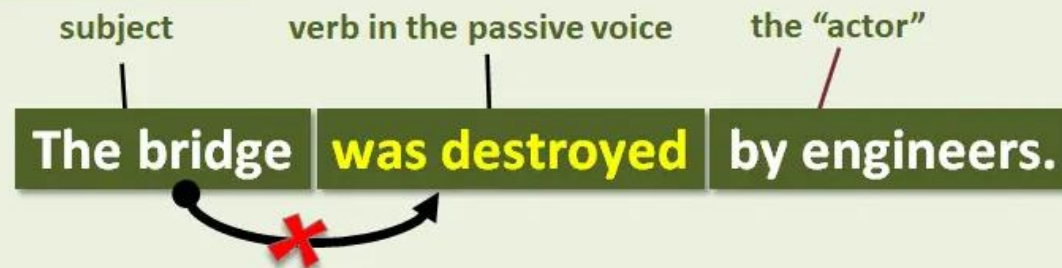 subject verb in the passive voice the “actor”
The bridge was destroyed by engineers.